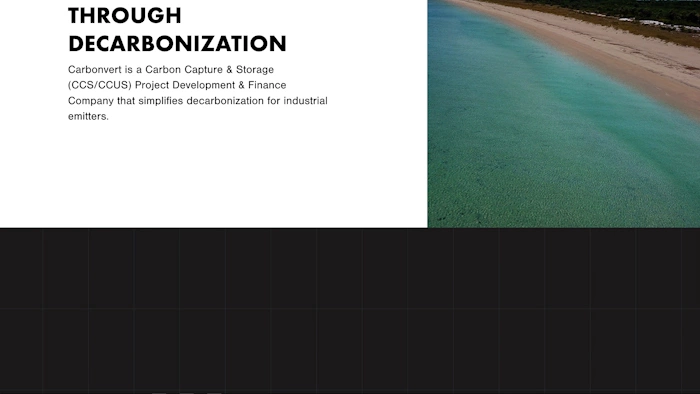 THROUGH
DECARBONIZATION
Carbonvert is a Carbon Capture & Storage
(CCS/CCUS) Project Development & Finance
Company that simplifies decarbonization for industrial
emitters.